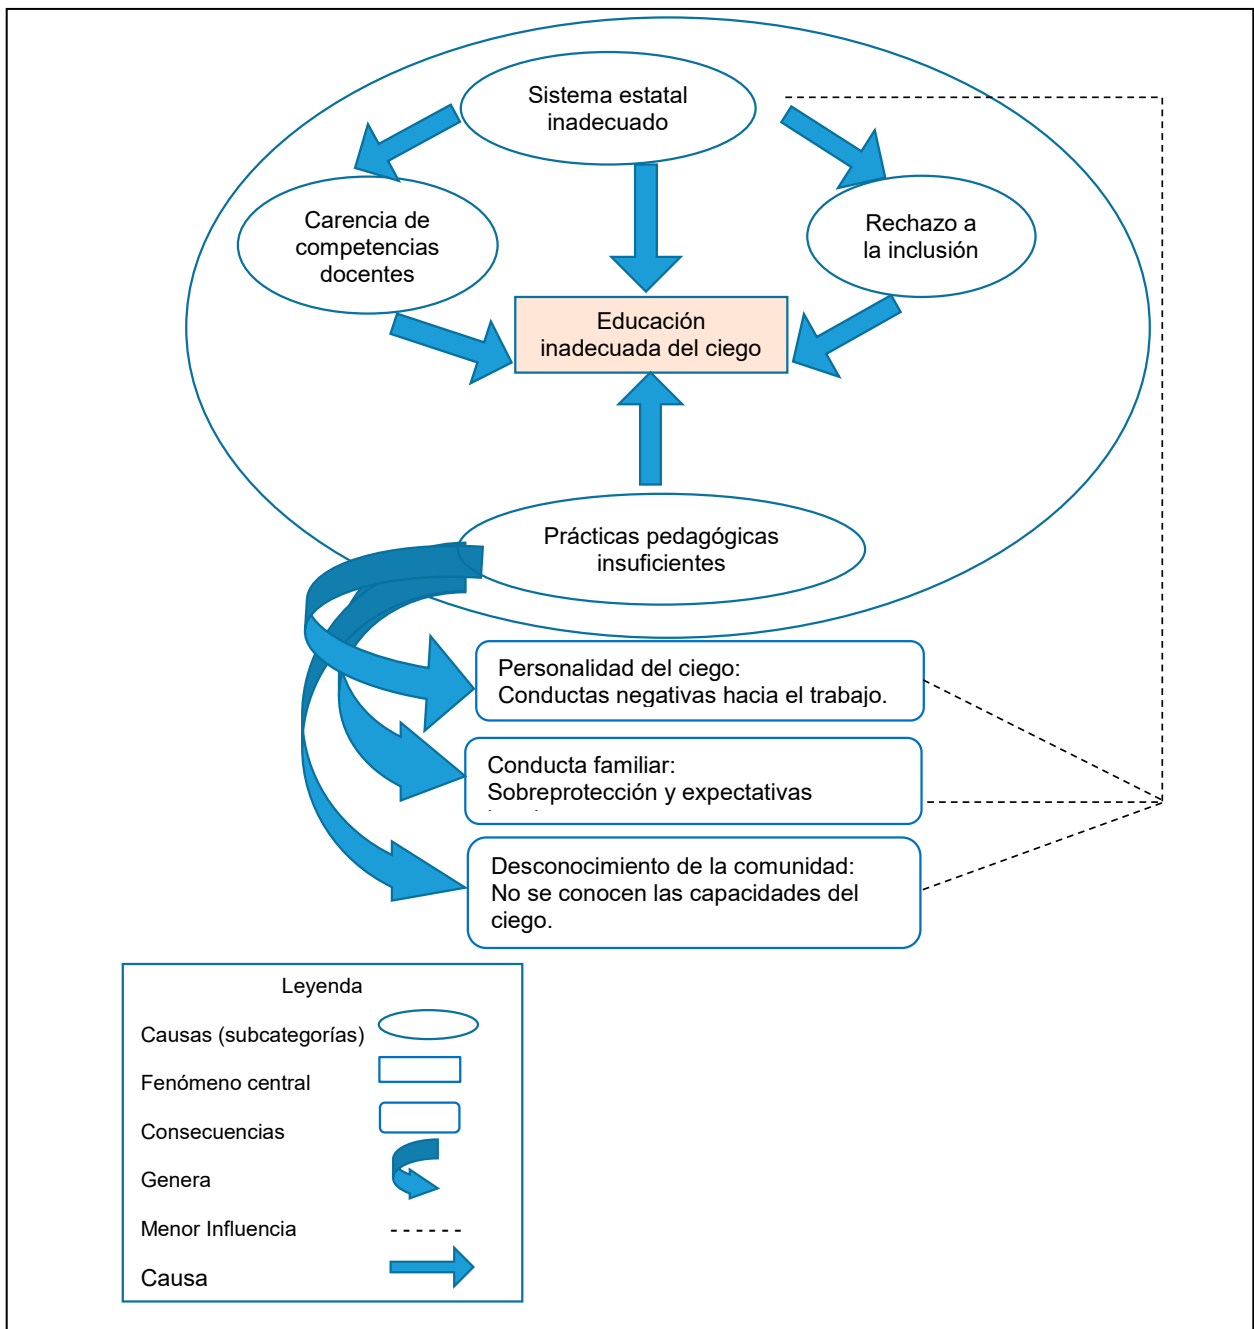 Sistema estatal
inadecuado
Carencia de
competencias
docentes
Rechazo a
la inclusión
Educación
inadecuada del ciego
Prácticas pedagógicas
insuficientes
Personalidad del ciego:
Conductas negativas hacia el trabajo.
Conducta familiar:
Sobreprotección y expectativas
Desconocimiento de la comunidad:
No se conocen las capacidades del
ciego.
Leyenda
Causas (subcategorías)
Fenómeno central
Consecuencias
Genera
Menor Influencia
Causa